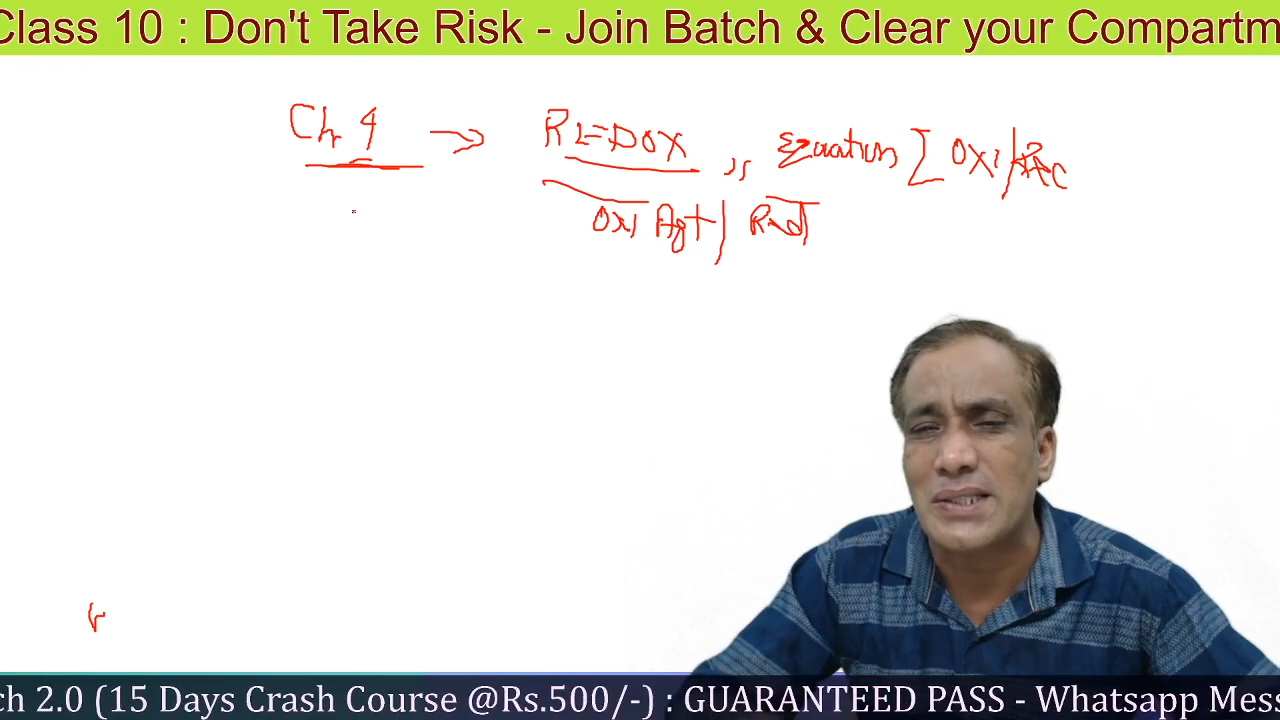 Class 10 : Don't Take Risk - Join Batch & Clear your Compartm
Ch 4 → REDOX , Equation [ OXI/
Oxi Agt | Red
ch 2.0 (15 Days Crash Course @Rs.500/-) : GUARANTEED PASS - Whatsapp Mess